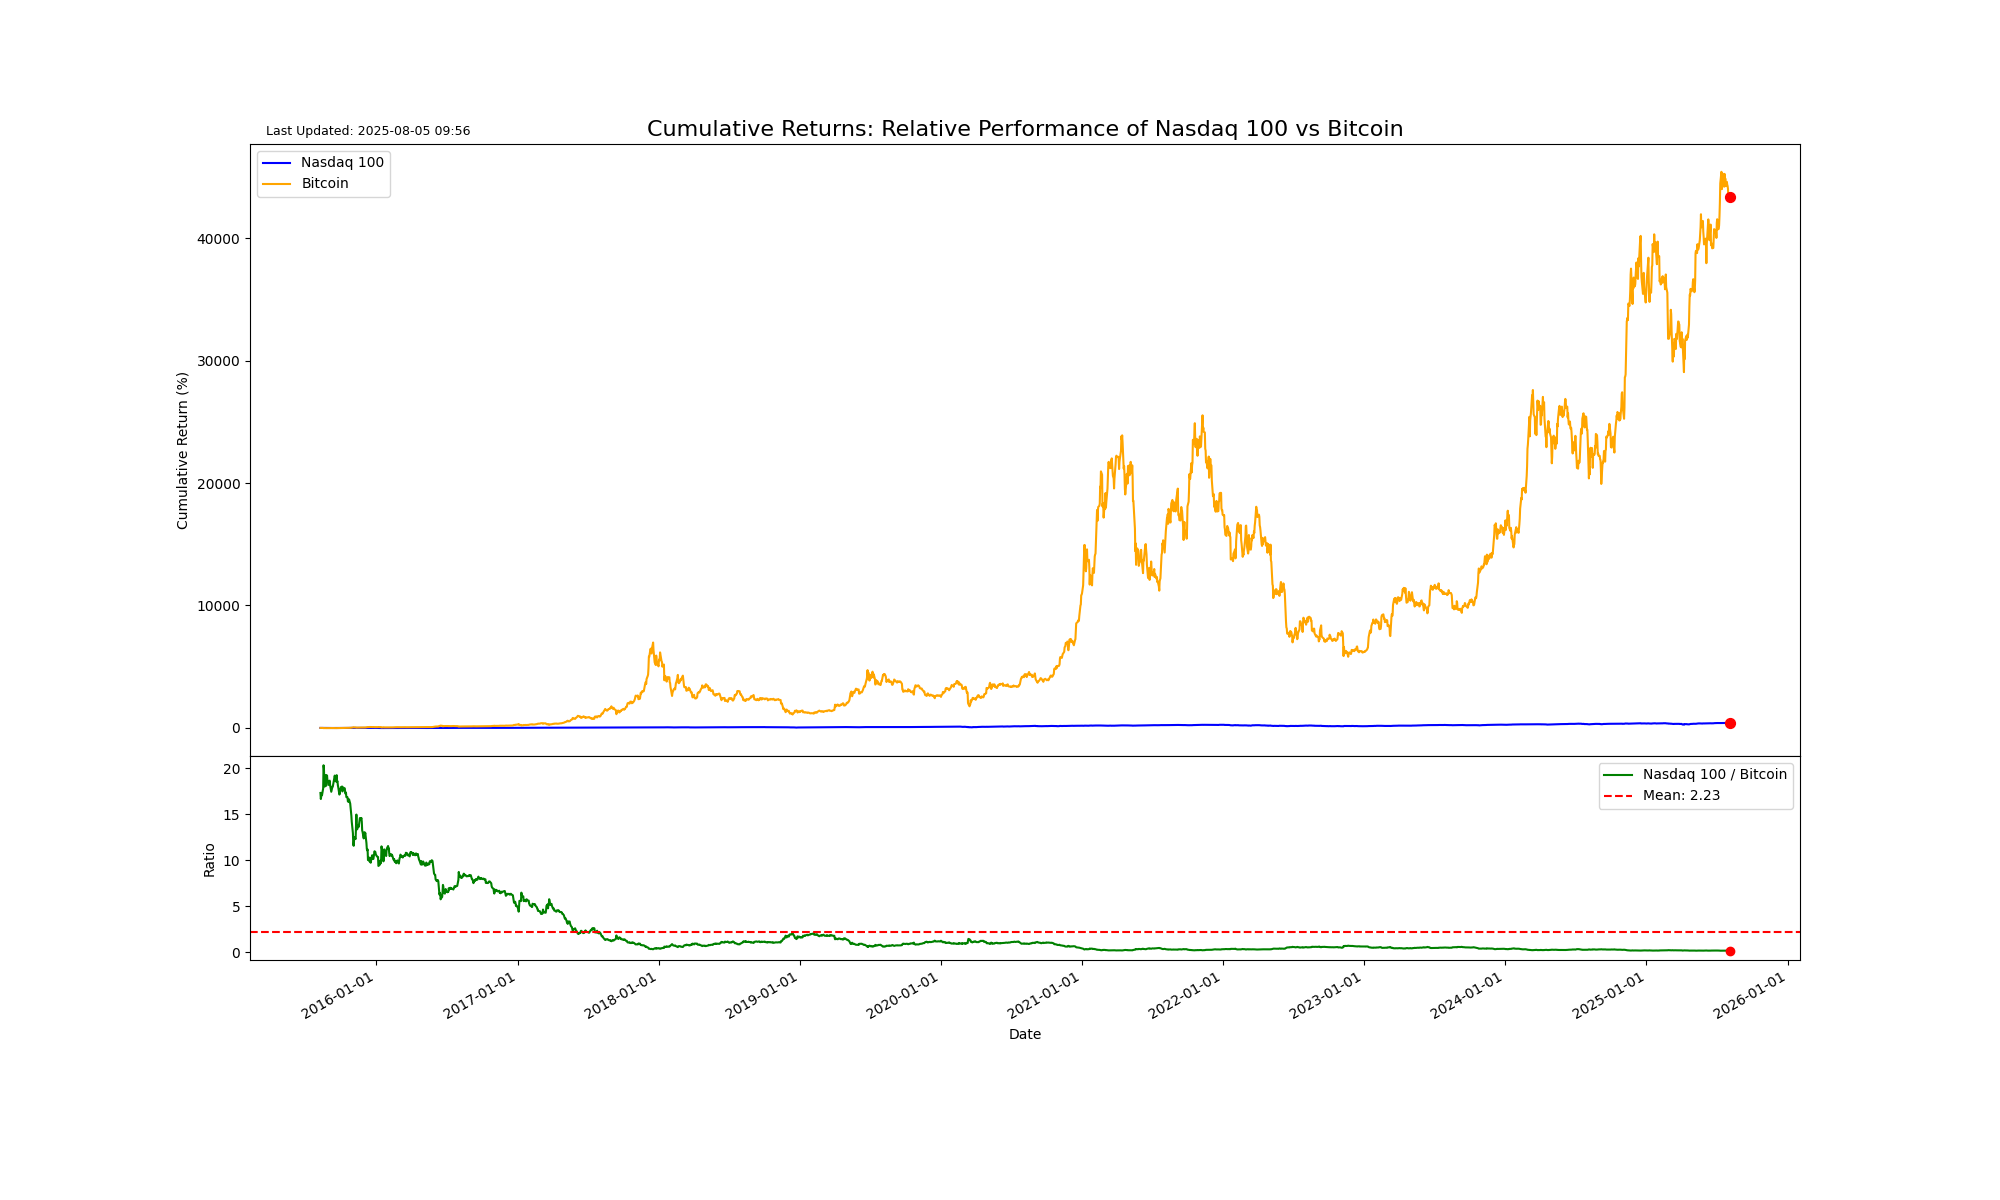 Last Updated: 2025-08-05 09:56
Cumulative Returns: Relative Performance of Nasdaq 100 vs Bitcoin
Nasdaq 100
Bitcoin
40000
30000
20000
10000
0
Cumulative Return (%)
Nasdaq 100 / Bitcoin
Mean: 2.23
20
15
10
5
0
Ratio
2016-01-01
2017-01-01
2018-01-01
2019-01-01
2020-01-01
2021-01-01
2022-01-01
2023-01-01
2024-01-01
2025-01-01
2026-01-01
Date